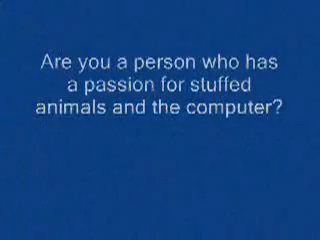 Are you a person who has
a passion for stuffed
animals and the computer?